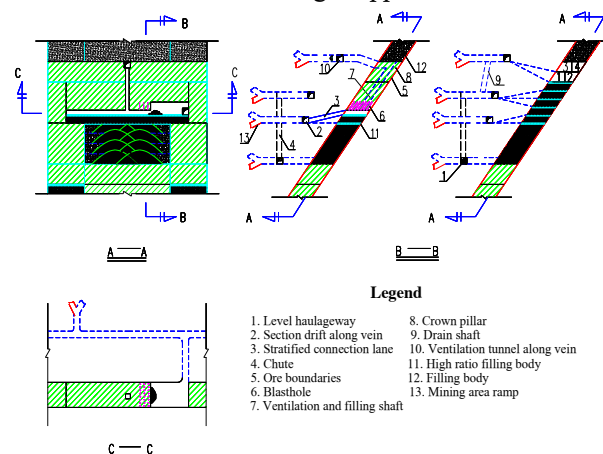 B
A
A
C
C
10
7
12
8
5
3
6
13
2
11
4
9
314
112
1
B
A
A
A A
B B
Legend
1. Level haulageway
2. Section drift along vein
3. Stratified connection lane
4. Chute
5. Ore boundaries
6. Blasthole
7. Ventilation and filling shaft
8. Crown pillar
9. Drain shaft
10. Ventilation tunnel along vein
11. High ratio filling body
12. Filling body
13. Mining area ramp
C C